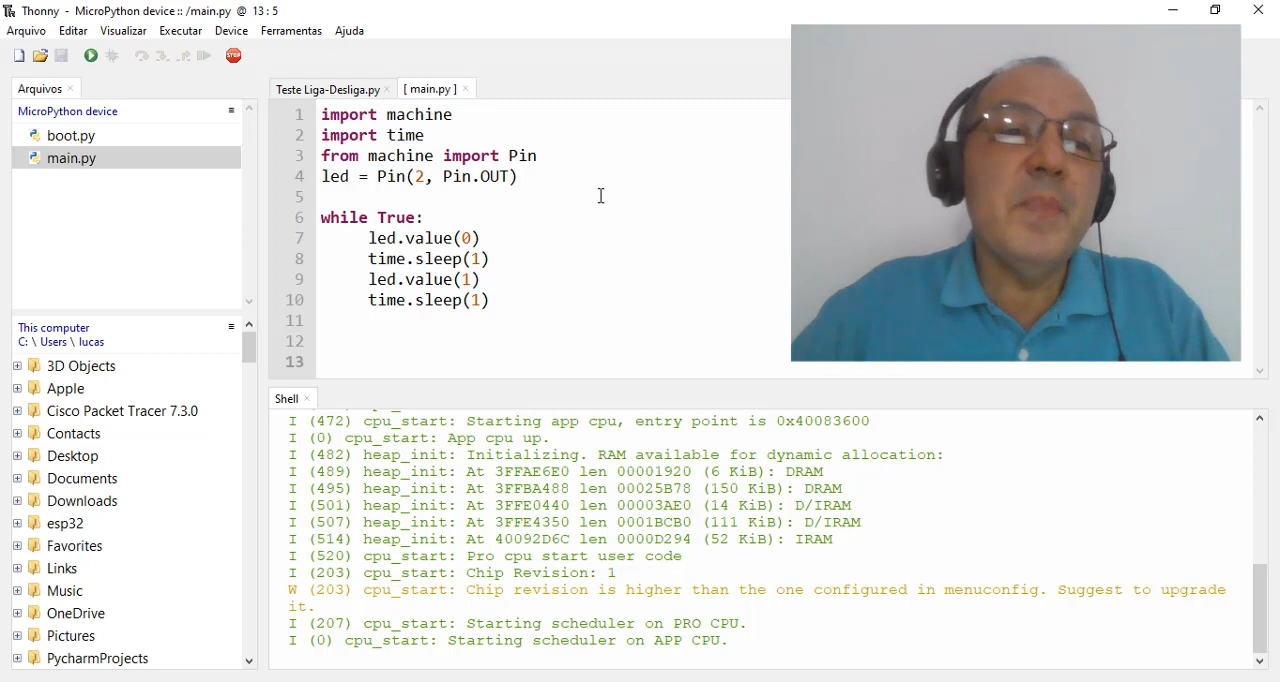 Thonny - MicroPython device :: /main.py @ 13 : 5
Arquivo Editar Visualizar Executar Device Ferramentas Ajuda
STOP
Arquivos
MicroPython device
boot.py
main.py
This computer
C: \ Users \ lucas
3D Objects
Apple
Cisco Packet Tracer 7.3.0
Contacts
Desktop
Documents
Downloads
esp32
Favorites
Links
Music
OneDrive
Pictures
PycharmProjects
Teste Liga-Desliga.py [ main.py ]
1 import machine
2 import time
3 from machine import Pin
4 led = Pin(2, Pin.OUT)
5
6 while True:
7 led.value(0)
8 time.sleep(1)
9 led.value(1)
10 time.sleep(1)
11
12
13
Shell
I (472) cpu_start: Starting app cpu, entry point is 0x40083600
I (0) cpu_start: App cpu up.
I (482) heap_init: Initializing. RAM available for dynamic allocation:
I (489) heap_init: At 3FFAE6E0 len 00001920 (6 KiB): DRAM
I (495) heap_init: At 3FFBA488 len 00025B78 (150 KiB): DRAM
I (501) heap_init: At 3FFE0440 len 00003AE0 (14 KiB): D/IRAM
I (507) heap_init: At 3FFE4350 len 0001BCB0 (111 KiB): D/IRAM
I (514) heap_init: At 40092D6C len 0000D294 (52 KiB): IRAM
I (520) cpu_start: Pro cpu start user code
I (203) cpu_start: Chip Revision: 1
W (203) cpu_start: Chip revision is higher than the one configured in menuconfig. Suggest to upgrade
it.
I (207) cpu_start: Starting scheduler on PRO CPU.
I (0) cpu_start: Starting scheduler on APP CPU.